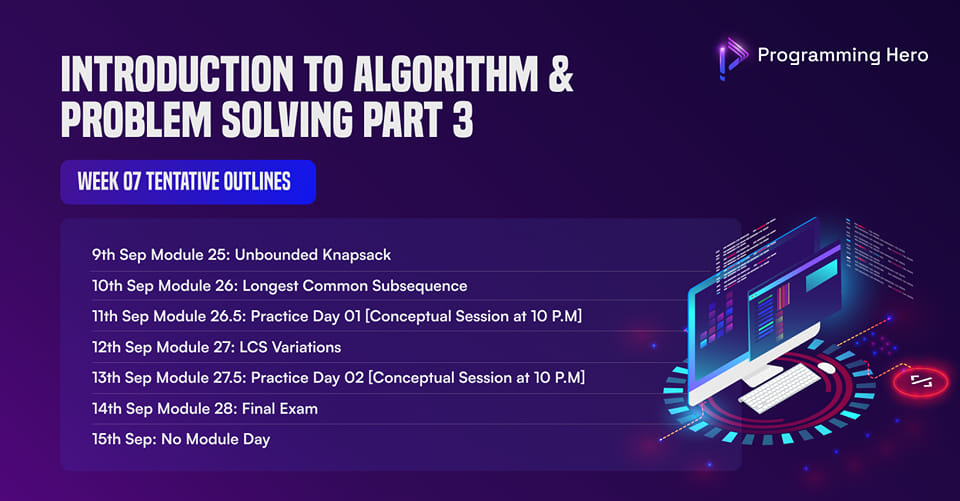 Programming Hero
INTRODUCTION TO ALGORITHM &
PROBLEM SOLVING PART 3
WEEK 07 TENTATIVE OUTLINES
9th Sep Module 25: Unbounded Knapsack
10th Sep Module 26: Longest Common Subsequence
11th Sep Module 26.5: Practice Day 01 [Conceptual Session at 10 P.M]
12th Sep Module 27: LCS Variations
13th Sep Module 27.5: Practice Day 02 [Conceptual Session at 10 P.M]
14th Sep Module 28: Final Exam
15th Sep: No Module Day